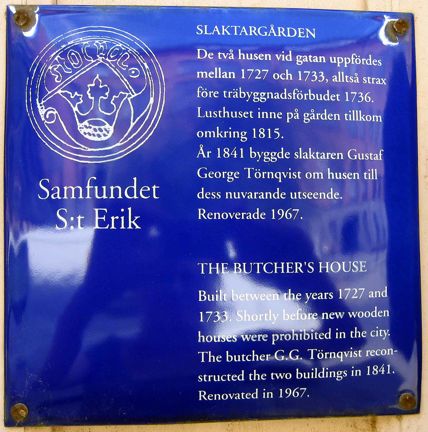 STOCHOLO
Samfundet
S:t Erik
SLAKTARGÅRDEN
De två husen vid gatan uppfördes
mellan 1727 och 1733, alltså strax
före träbyggnadsförbudet 1736.
Lusthuset inne på gården tillkom
omkring 1815.
År 1841 byggde slaktaren Gustaf
George Törnqvist om husen till
dess nuvarande utseende.
Renoverade 1967.
THE BUTCHER'S HOUSE
Built between the years 1727 and
1733. Shortly before new wooden
houses were prohibited in the city.
The butcher G.G. Törnqvist recon-
structed the two buildings in 1841.
Renovated in 1967.